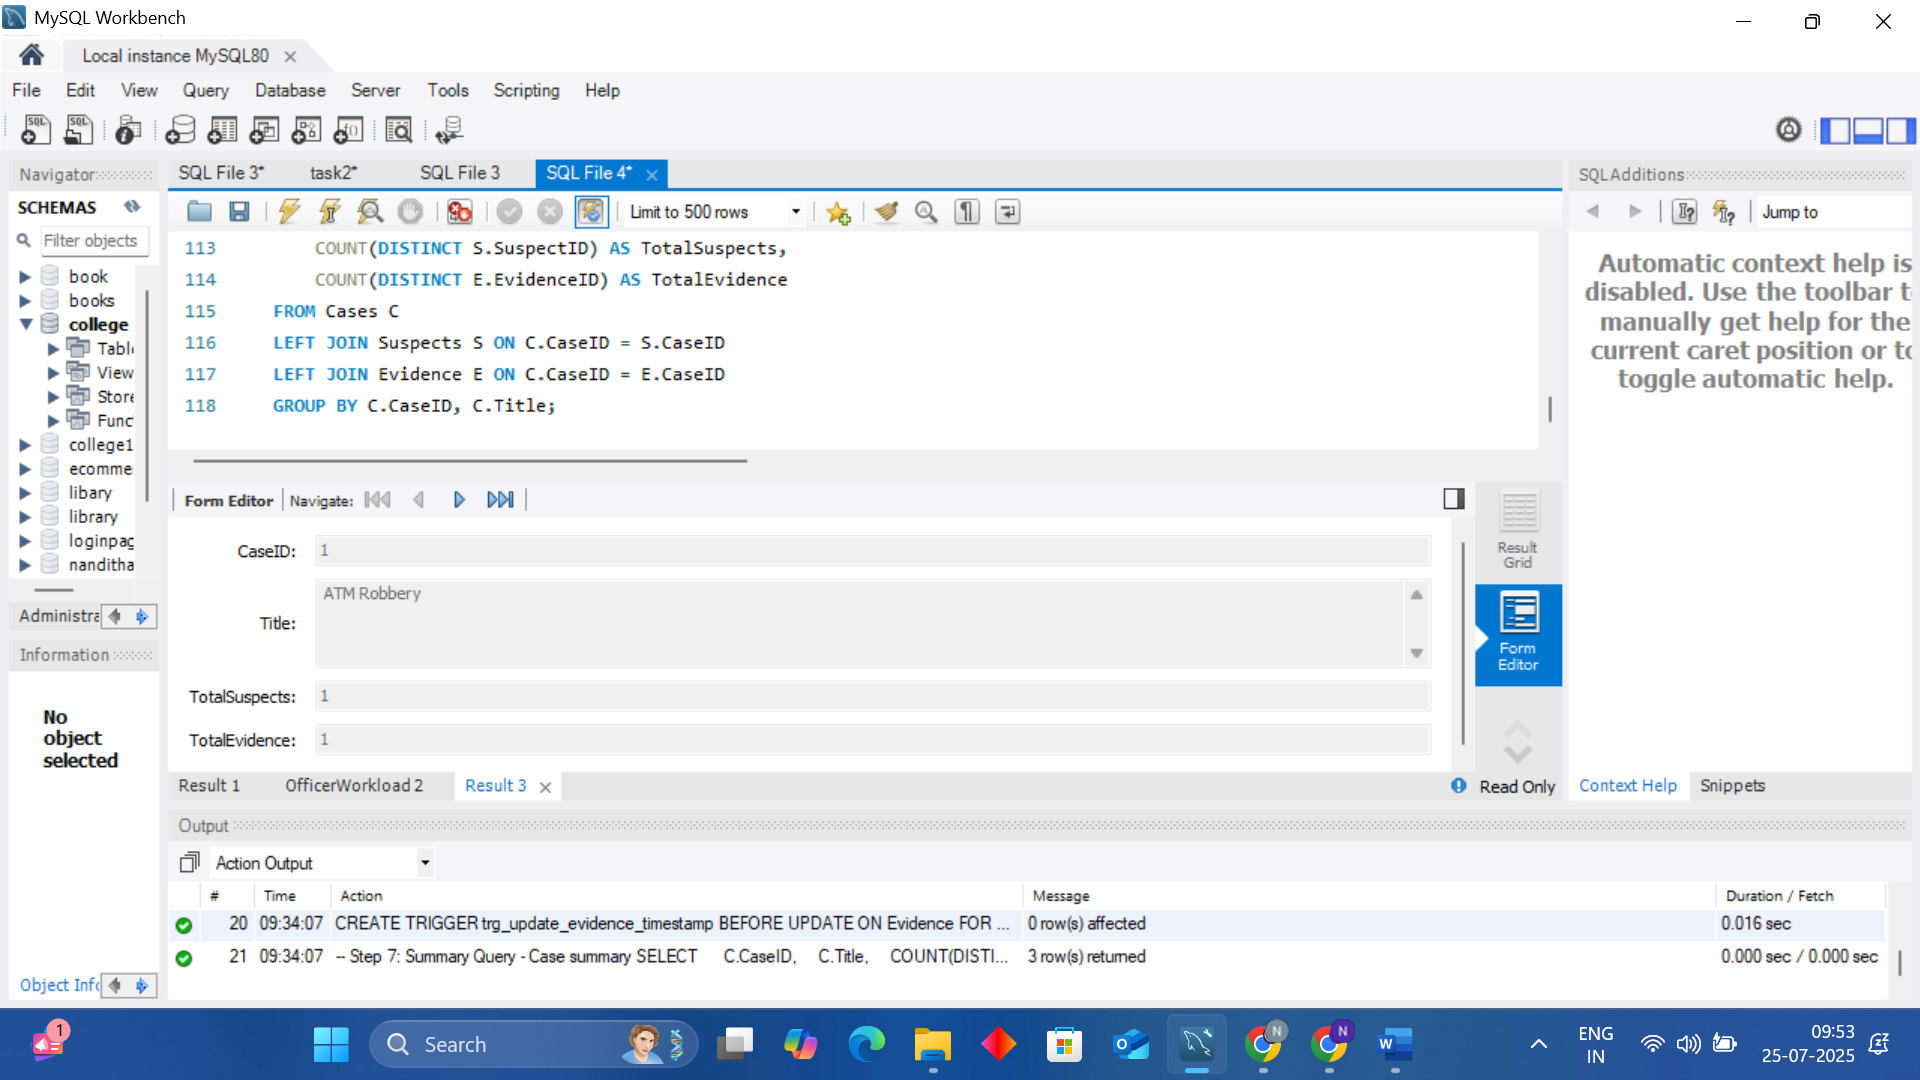 MySQL Workbench
Local instance MySQL80
File Edit View Query Database Server Tools Scripting Help
Navigator
SCHEMAS
Filter objects
book
books
college
Tabl
View
Store
Func
college1
ecomme
libary
library
loginpag
nanditha
Administra
Information
No
object
selected
Object Info
SQL File 3*
task2*
SQL File 3
SQL File 4*
Limit to 500 rows
113 COUNT(DISTINCT S.SuspectID) AS TotalSuspects,
114 COUNT(DISTINCT E.EvidenceID) AS TotalEvidence
115 FROM Cases C
116 LEFT JOIN Suspects S ON C.CaseID = S.CaseID
117 LEFT JOIN Evidence E ON C.CaseID = E.CaseID
118 GROUP BY C.CaseID, C.Title;
Form Editor Navigate:
CaseID: 1
Title: ATM Robbery
TotalSuspects: 1
TotalEvidence: 1
Result
Grid
Form
Editor
Result 1
OfficerWorkload 2
Result 3
Read Only
SQLAdditions
Jump to
Automatic context help is
disabled. Use the toolbar t
manually get help for the
current caret position or to
toggle automatic help.
Context Help
Snippets
Output
Action Output
# Time Action Message Duration / Fetch
20 09:34:07 CREATE TRIGGER trg_update_evidence_timestamp BEFORE UPDATE ON Evidence FOR ... 0 row(s) affected 0.016 sec
21 09:34:07 -- Step 7: Summary Query - Case summary SELECT C.CaseID, C.Title, COUNT(DISTI... 3 row(s) returned 0.000 sec / 0.000 sec
1
Search
N
N
ENG
IN
09:53
25-07-2025